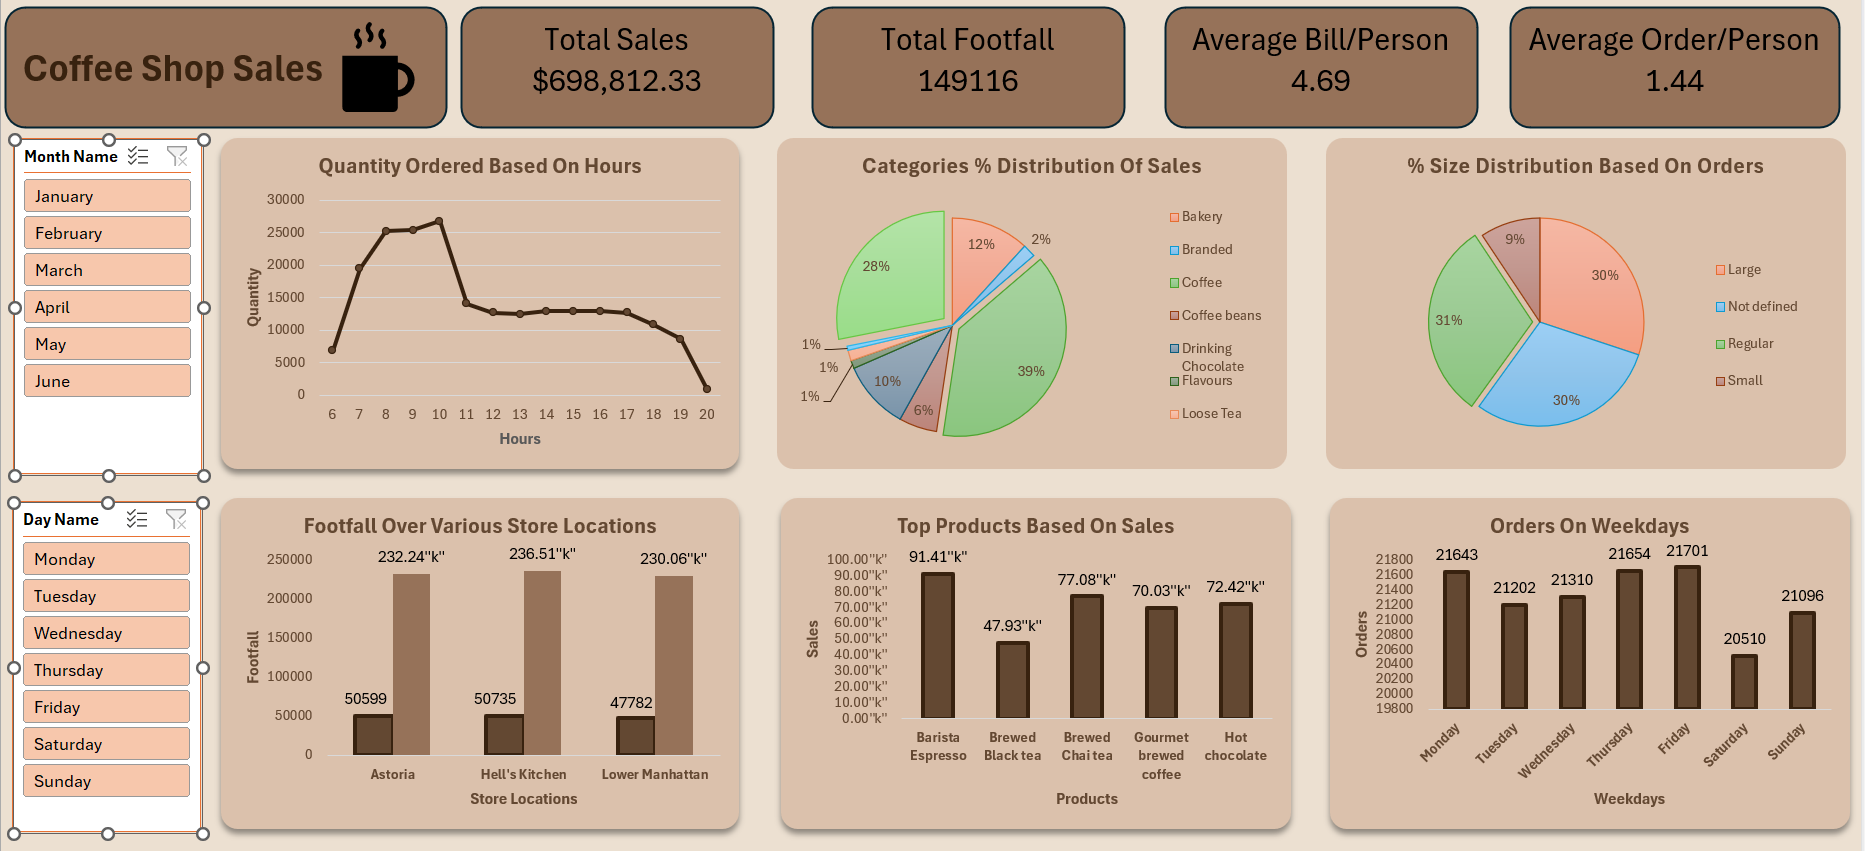 Coffee Shop Sales
Total Sales
$698,812.33
Total Footfall
149116
Average Bill/Person
4.69
Average Order/Person
1.44
Month Name
January
February
March
April
May
June
Quantity Ordered Based On Hours
30000
25000
20000
15000
10000
5000
0
Quantity
6 7 8 9 10 11 12 13 14 15 16 17 18 19 20
Hours
Categories % Distribution Of Sales
12%
2%
28%
39%
1%
1%
1%
10%
6%
Bakery
Branded
Coffee
Coffee beans
Drinking
Chocolate
Flavours
Loose Tea
% Size Distribution Based On Orders
9%
30%
31%
30%
Large
Not defined
Regular
Small
Day Name
Monday
Tuesday
Wednesday
Thursday
Friday
Saturday
Sunday
Footfall Over Various Store Locations
250000
200000
150000
100000
50000
0
Footfall
232.24"k"
236.51"k"
230.06"k"
50599
50735
47782
Astoria
Hell's Kitchen
Lower Manhattan
Store Locations
Top Products Based On Sales
100.00"k"
90.00"k"
80.00"k"
70.00"k"
60.00"k"
50.00"k"
40.00"k"
30.00"k"
20.00"k"
10.00"k"
0.00"k"
Sales
91.41"k"
47.93"k"
77.08"k"
70.03"k"
72.42"k"
Barista
Espresso
Brewed
Black tea
Brewed
Chai tea
Gourmet
brewed
coffee
Hot
chocolate
Products
Orders On Weekdays
21800
21600
21400
21200
21000
20800
20600
20400
20200
20000
19800
Orders
21643
21202
21310
21654
21701
20510
21096
Monday
Tuesday
Wednesday
Thursday
Friday
Saturday
Sunday
Weekdays